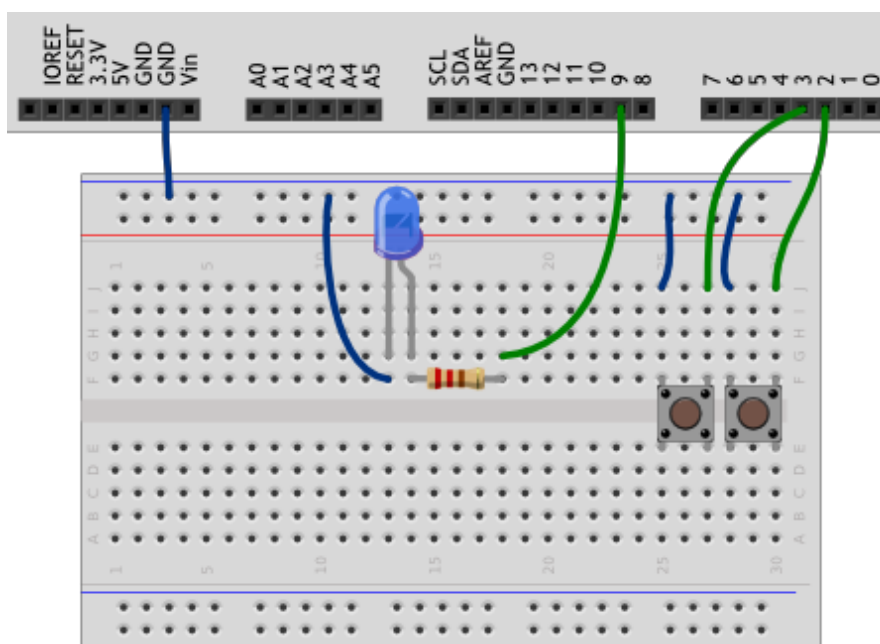 IOREF RESET 3.3V 5V GND GND Vin
A0 A1 A2 A3 A4 A5
SCL SDA AREF GND 13 12 11 10 9 8
7 6 5 4 3 2 1 0
1 5 10 15 20 25 30
J J
I I
H H
G G
F F
E E
D D
C C
B B
A A
1 5 10 15 20 25 30